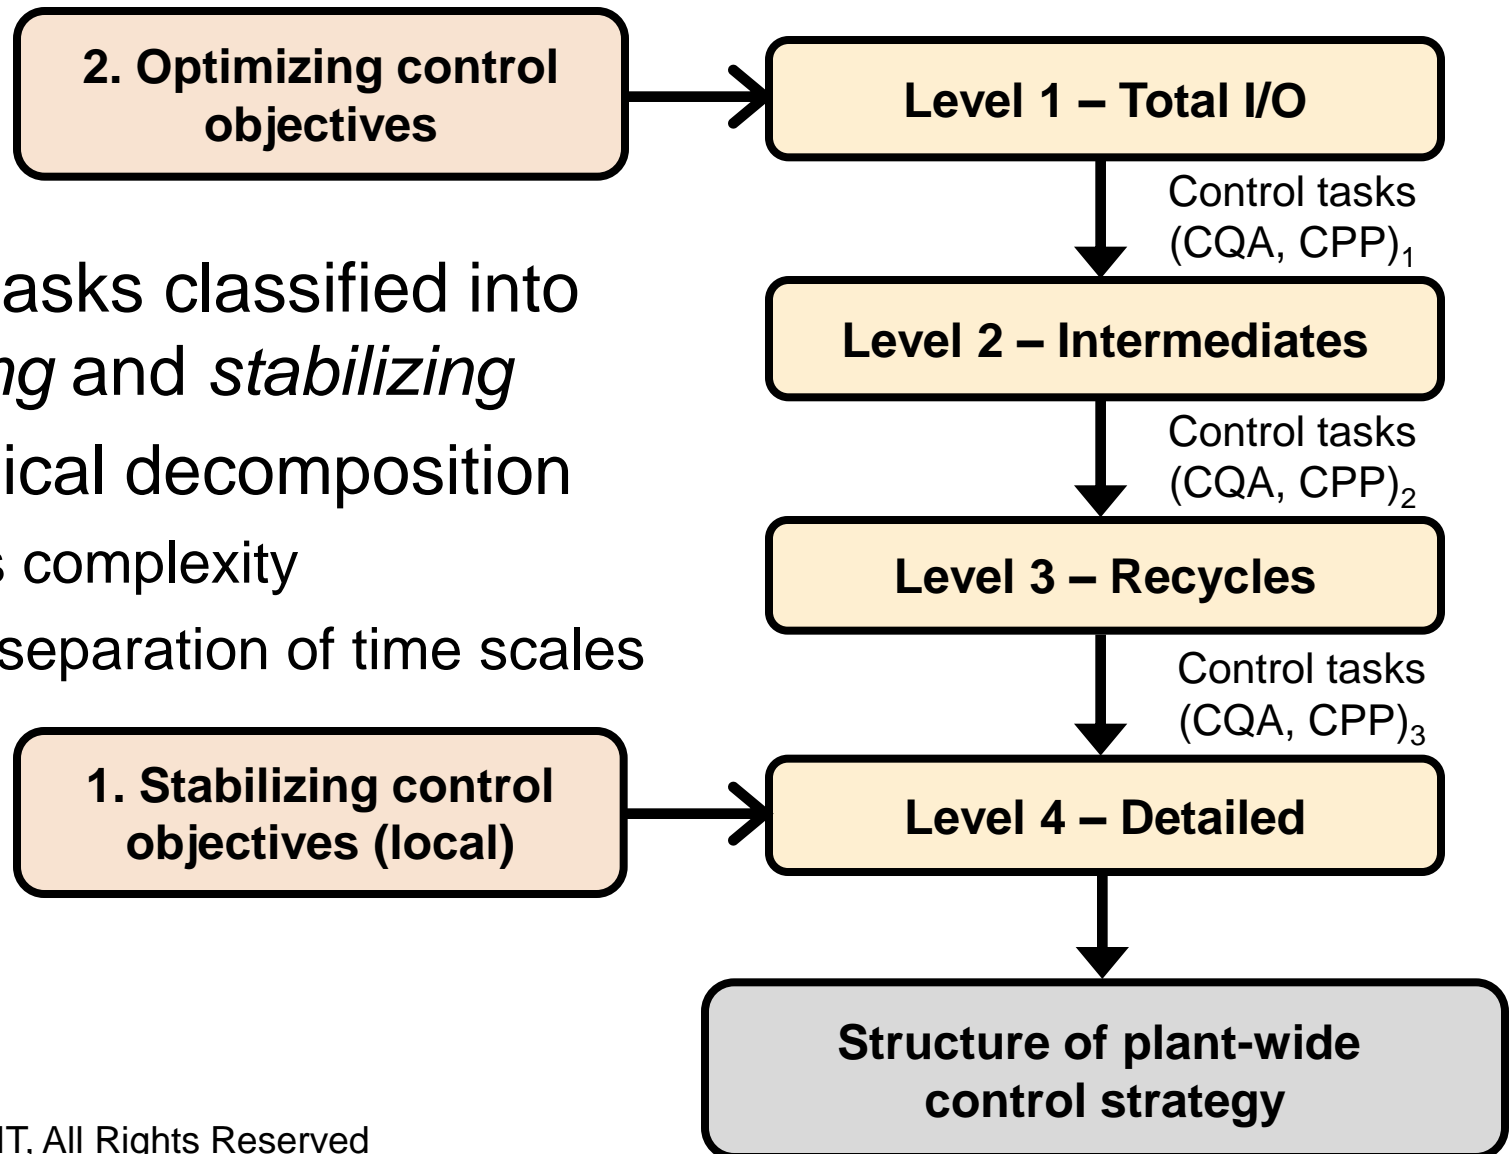 2. Optimizing control
objectives
Level 1 – Total I/O
Control tasks
(CQA, CPP)1
asks classified into
ng and stabilizing
Level 2 – Intermediates
ical decomposition
Control tasks
(CQA, CPP)2
s complexity
Level 3 – Recycles
separation of time scales
Control tasks
(CQA, CPP)3
1. Stabilizing control
objectives (local)
Level 4 – Detailed
Structure of plant-wide
control strategy
IT, All Rights Reserved